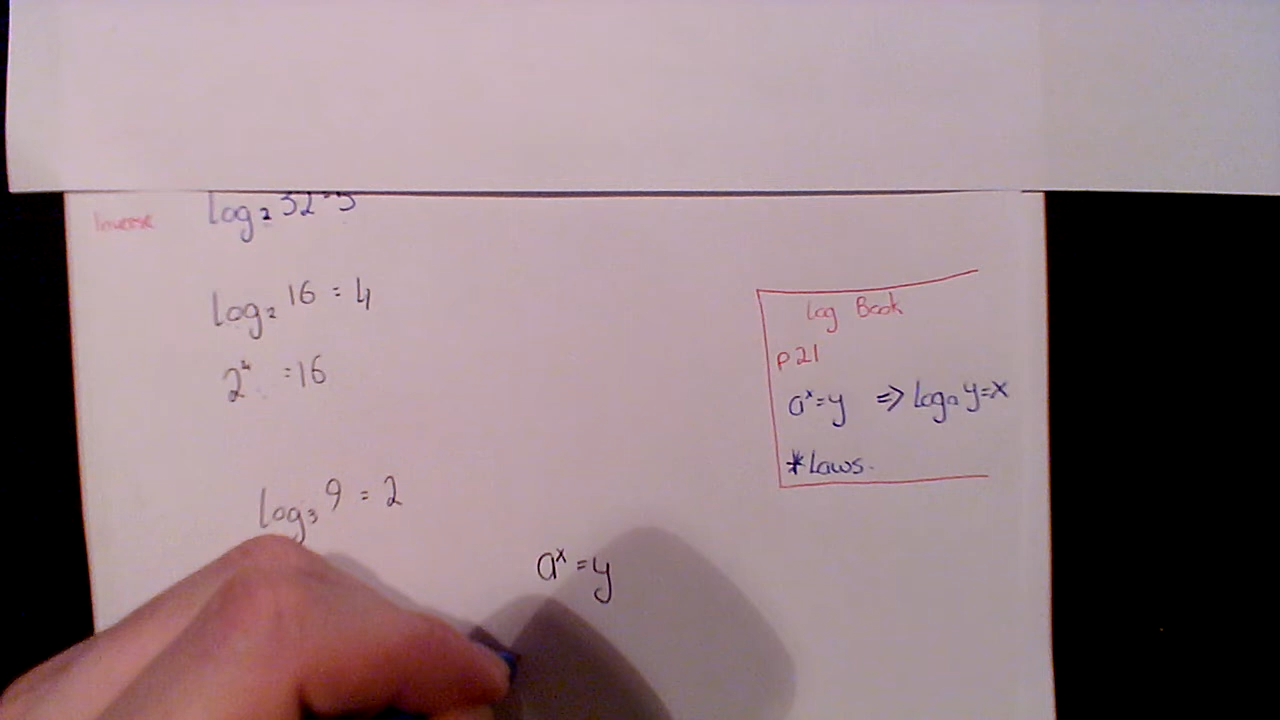 Inverse log₂ 32 = 5
log₂ 16 = 4
2⁴ = 16
log₃ 9 = 2
aˣ = y
Log Book
p21
aˣ = y ⇒ logₐ y = x
* Laws.